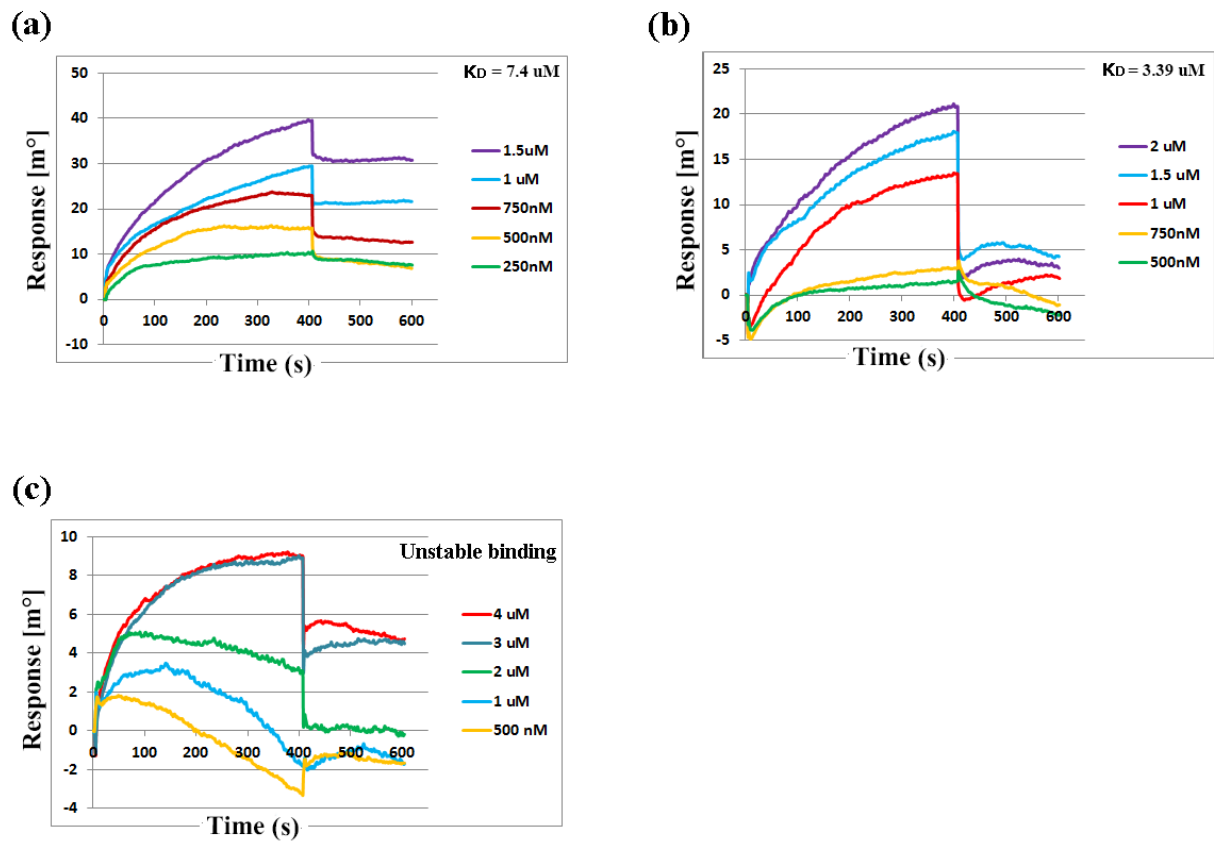 (a)
KD = 7.4 uM
Response [m°]
50
40
30
20
10
0
-10
0 100 200 300 400 500 600
Time (s)
1.5uM
1 uM
750nM
500nM
250nM
(b)
KD = 3.39 uM
Response [m°]
25
20
15
10
5
0
-5
0 100 200 300 400 500 600
Time (s)
2 uM
1.5 uM
1 uM
750nM
500nM
(c)
Unstable binding
Response [m°]
10
8
6
4
2
0
-2
-4
0 100 200 300 400 500 600
Time (s)
4 uM
3 uM
2 uM
1 uM
500 nM